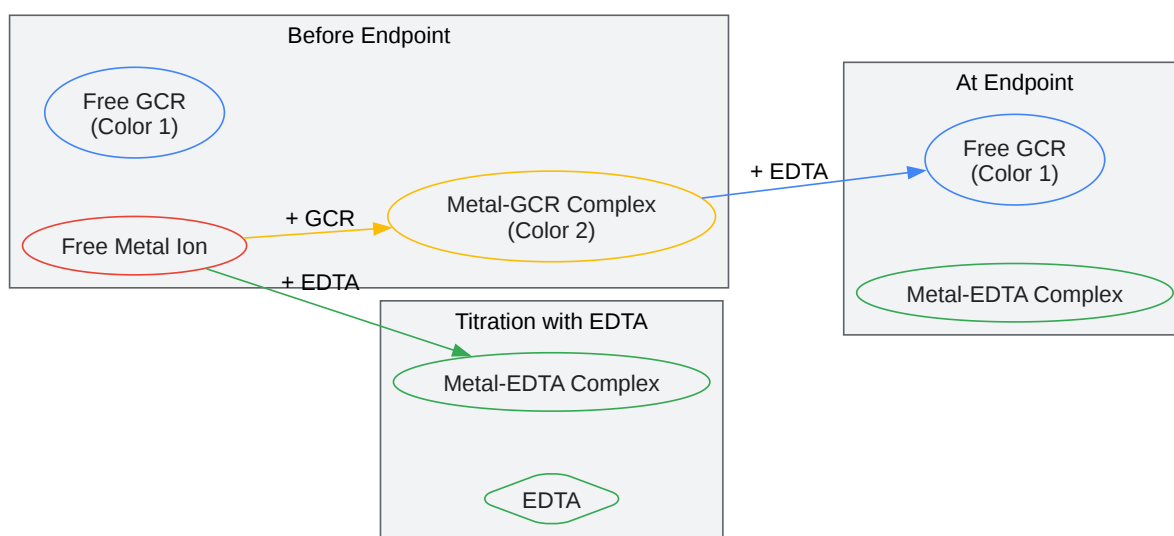 Before Endpoint
Free GCR
(Color 1)
+ GCR
Free Metal Ion
Metal-GCR Complex
(Color 2)
+ EDTA
+ EDTA
At Endpoint
Free GCR
(Color 1)
Metal-EDTA Complex
Titration with EDTA
Metal-EDTA Complex
EDTA